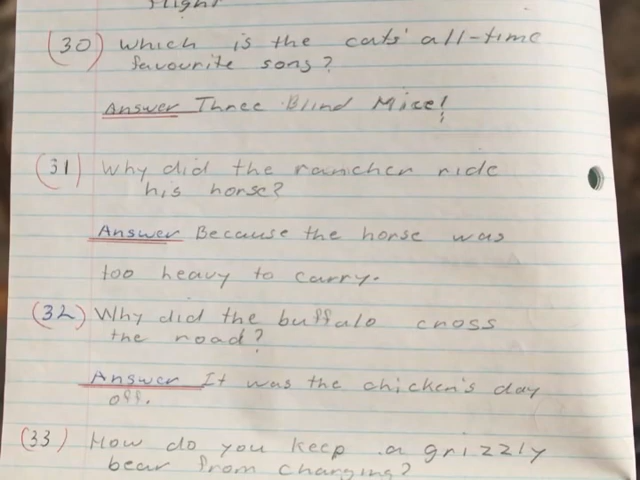 flight
(30) Which is the cats' all-time
favourite song?
Answer Three Blind Mice!
(31) Why did the rancher ride
his horse?
Answer Because the horse was
too heavy to carry.
(32) Why did the buffalo cross
the road?
Answer It was the chicken's day
off.
(33) How do you keep a grizzly
bear from charging?